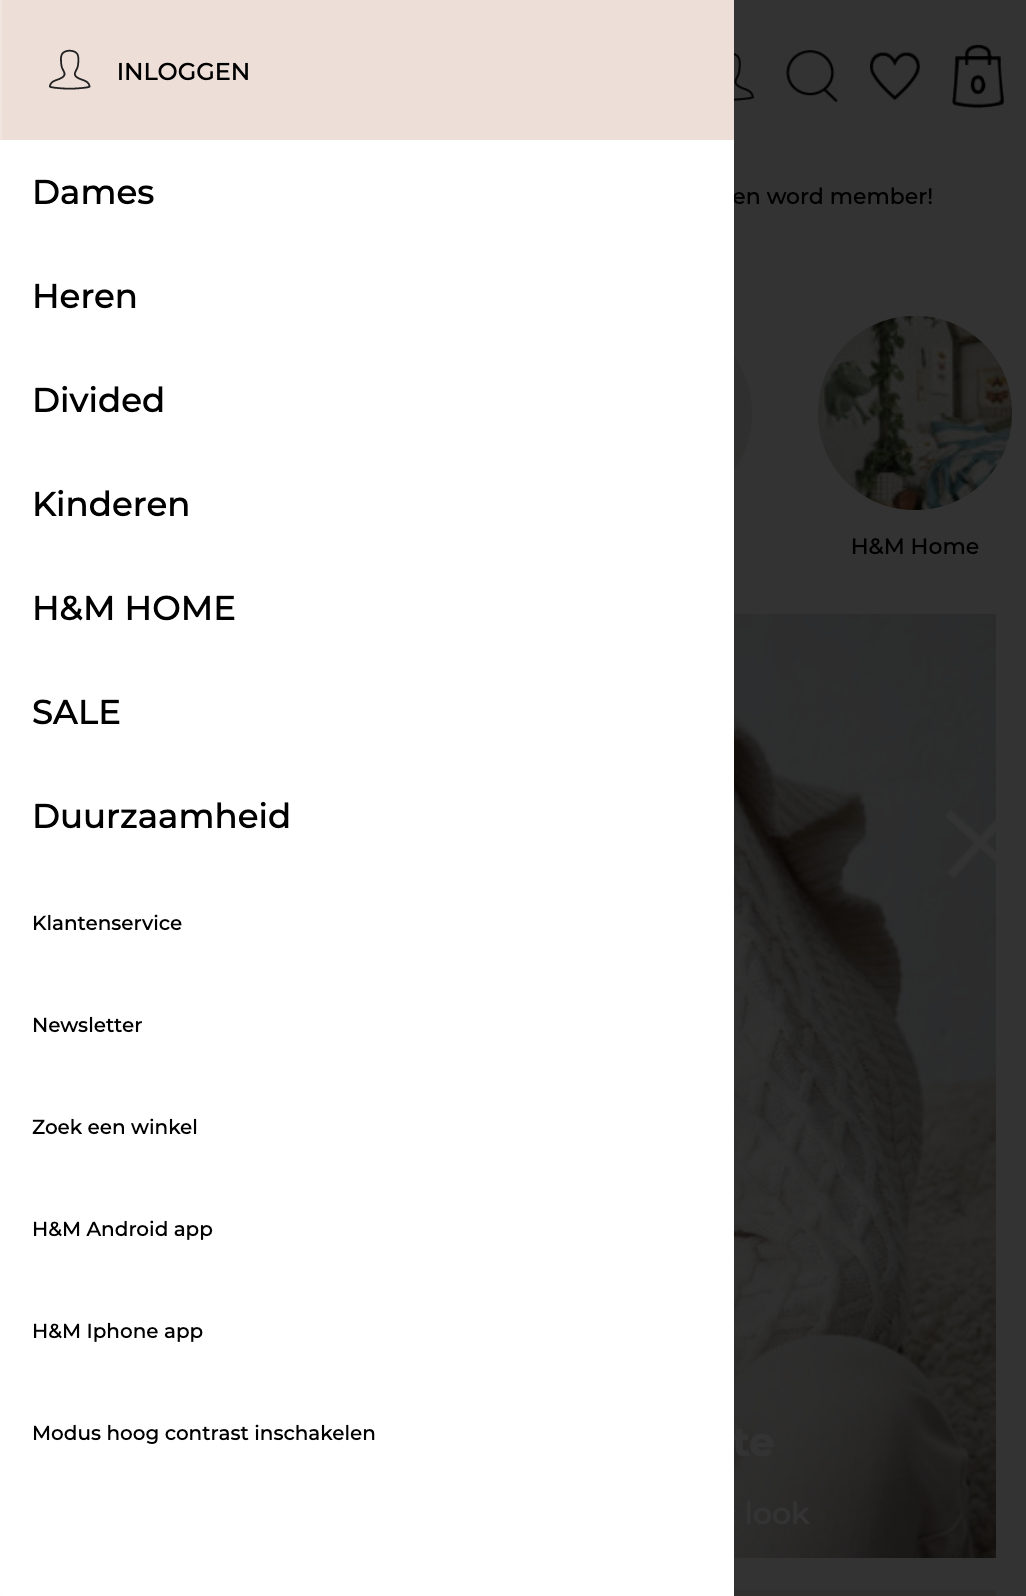 INLOGGEN
0
en word member!
Dames
Heren
Divided
Kinderen
H&M HOME
H&M Home
SALE
Duurzaamheid
Klantenservice
Newsletter
Zoek een winkel
H&M Android app
H&M Iphone app
Modus hoog contrast inschakelen
te
look